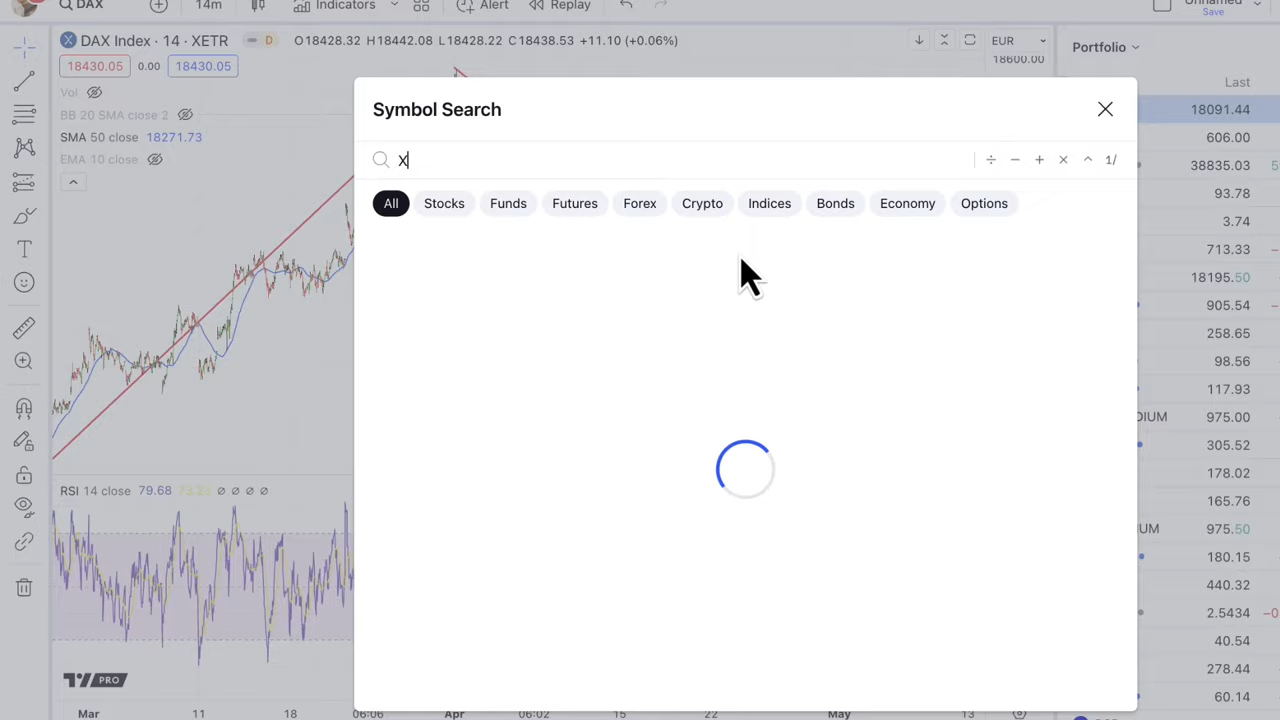 DAX
14m
Indicators
Alert
Replay
Save
DAX Index · 14 · XETR
D
O18428.32 H18442.08 L18428.22 C18438.53 +11.10 (+0.06%)
EUR
18600.00
Portfolio
18430.05 0.00 18430.05
Vol
BB 20 SMA close 2
SMA 50 close 18271.73
EMA 10 close
Symbol Search
X
1/
All
Stocks
Funds
Futures
Forex
Crypto
Indices
Bonds
Economy
Options
Last
18091.44
606.00
38835.03
93.78
3.74
713.33
18195.50
905.54
258.65
98.56
117.93
DIUM 975.00
305.52
178.02
165.76
IUM 975.50
180.15
440.32
2.5434
40.54
278.44
60.14
RSI 14 close 79.68 73.23 ∅ ∅ ∅ ∅
PRO
Mar 11 18 06:06 Apr 06:02 15 22 May 13